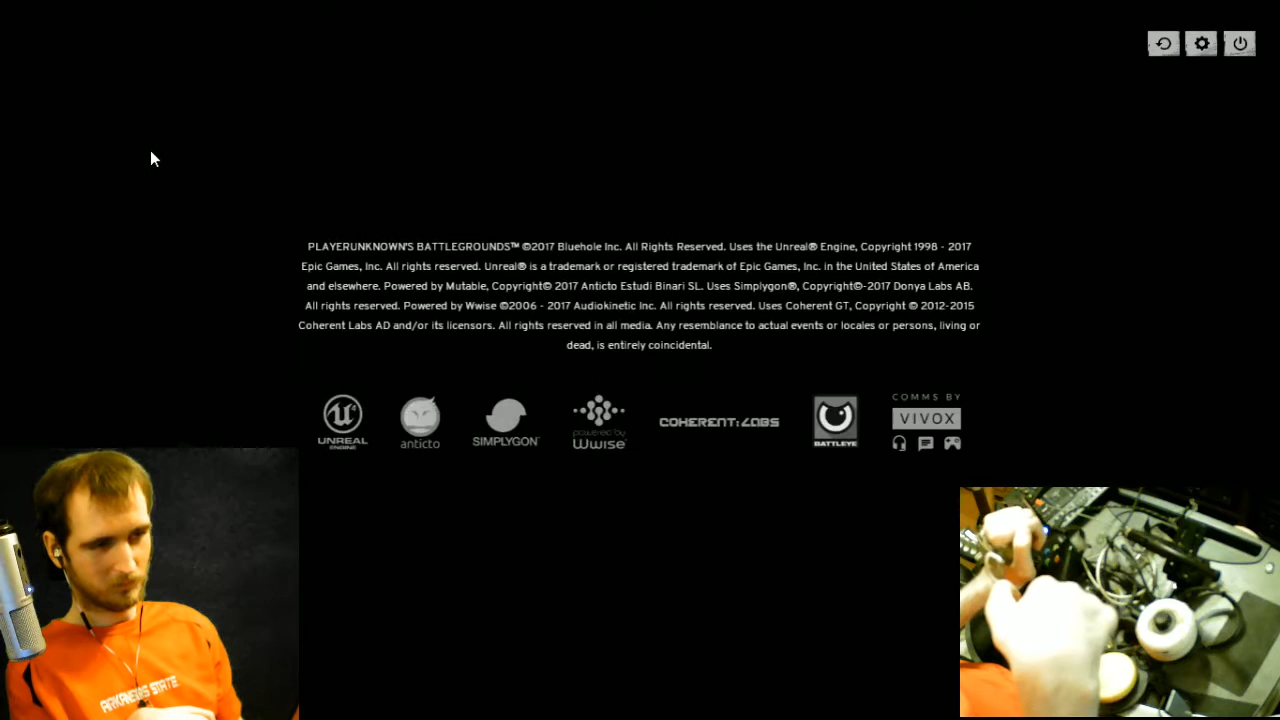 PLAYERUNKNOWN'S BATTLEGROUNDS™ ©2017 Bluehole Inc. All Rights Reserved. Uses the Unreal® Engine, Copyright 1998 - 2017
Epic Games, Inc. All rights reserved. Unreal® is a trademark or registered trademark of Epic Games, Inc. in the United States of America
and elsewhere. Powered by Mutable, Copyright© 2017 Anticto Estudi Binari SL. Uses Simplygon®, Copyright©-2017 Donya Labs AB.
All rights reserved. Powered by Wwise ©2006 - 2017 Audiokinetic Inc. All rights reserved. Uses Coherent GT, Copyright © 2012-2015
Coherent Labs AD and/or its licensors. All rights reserved in all media. Any resemblance to actual events or locales or persons, living or
dead, is entirely coincidental.
UNREAL
ENGINE
anticto
SIMPLYGON
powered by
Wwise
COHERENT:LABS
BATTLEYE
COMMS BY
VIVOX
ARKANSAS STATE